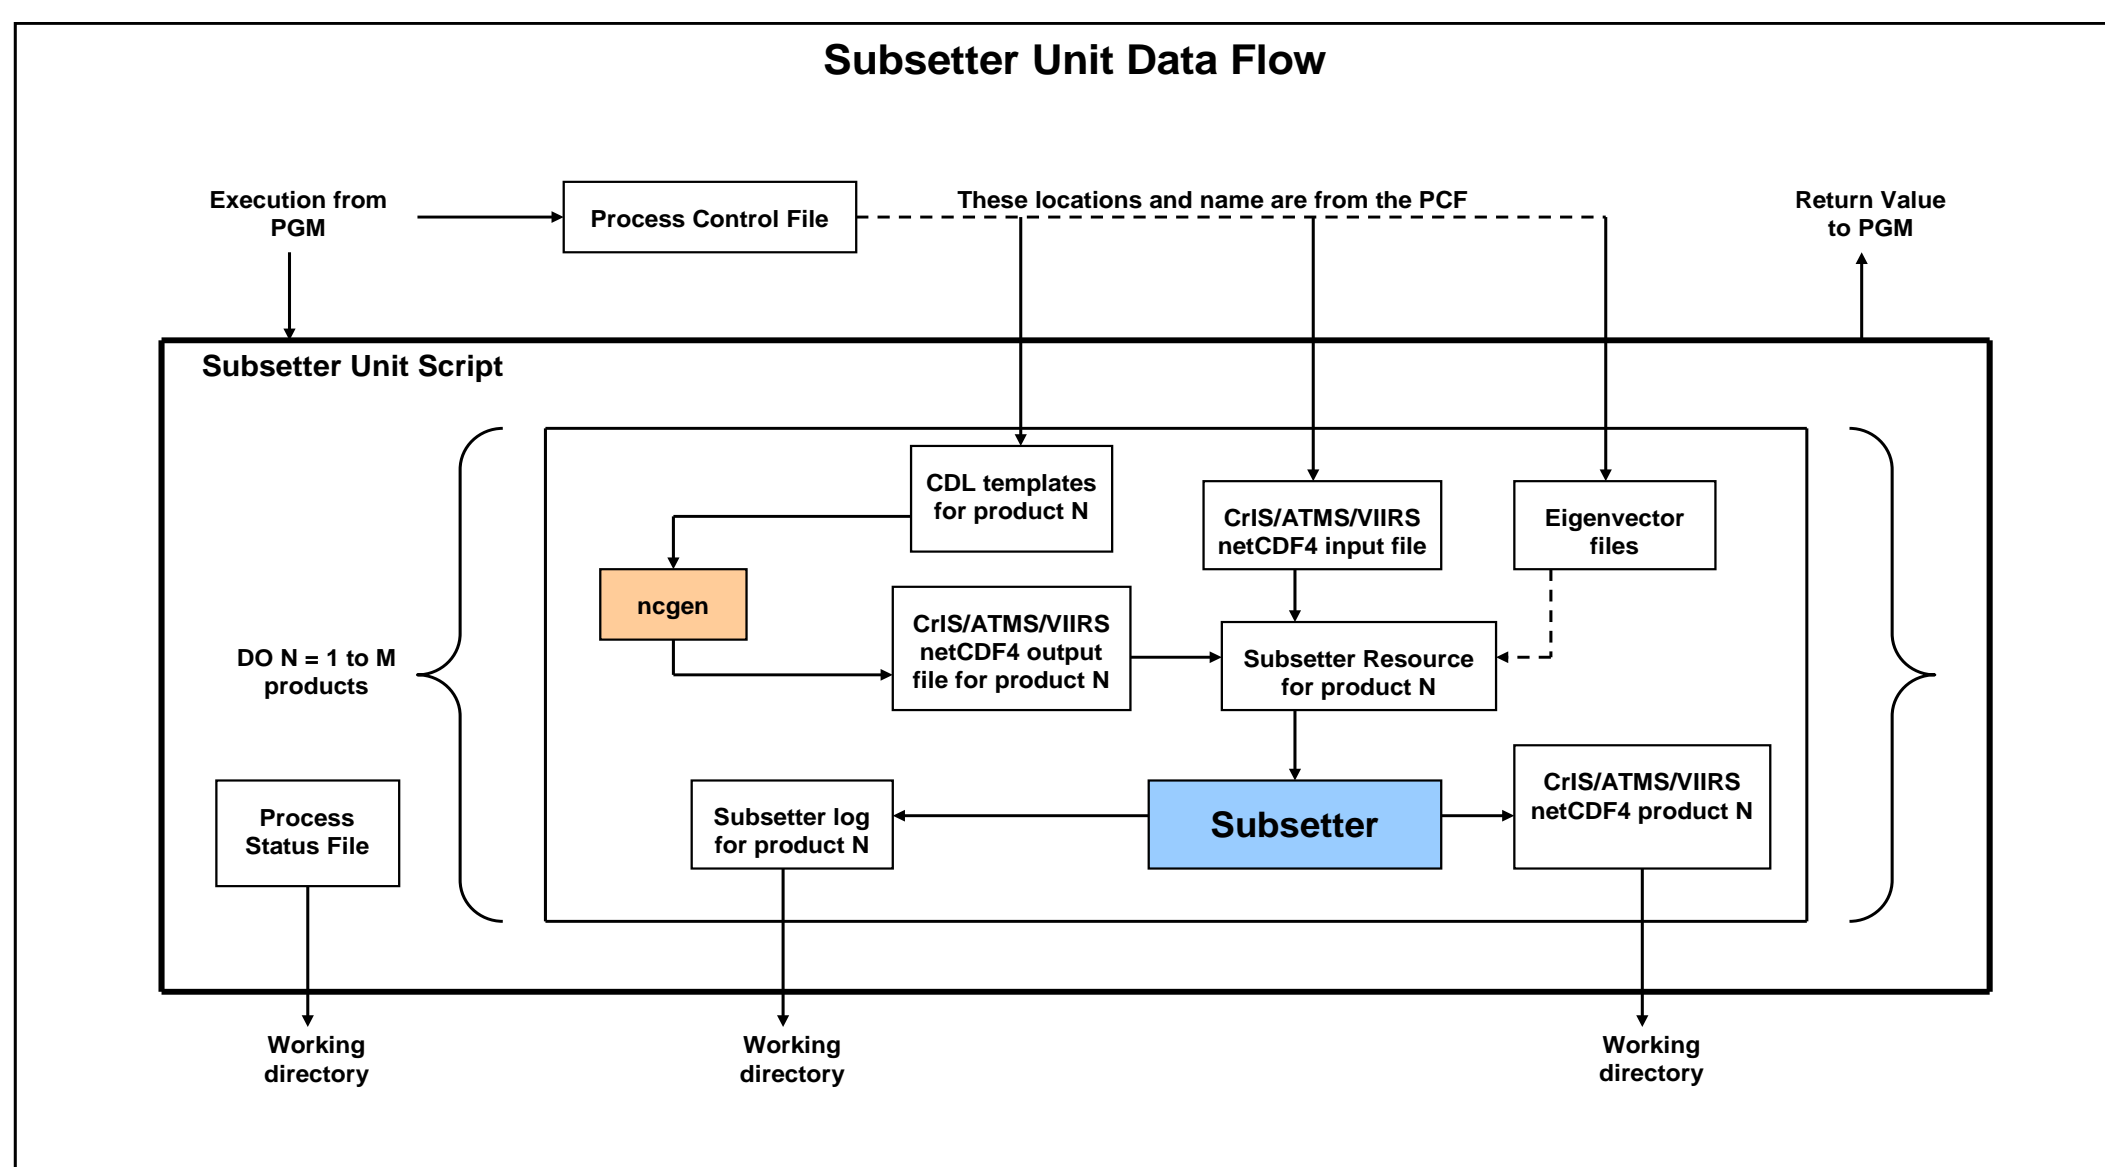 Subsetter Unit Data Flow
Execution from
PGM
Process Control File
These locations and name are from the PCF
Return Value
to PGM
Subsetter Unit Script
CDL templates
for product N
CrIS/ATMS/VIIRS
netCDF4 input file
Eigenvector
files
ncgen
CrIS/ATMS/VIIRS
netCDF4 output
file for product N
Subsetter Resource
for product N
DO N = 1 to M
products
Process
Status File
Subsetter log
for product N
Subsetter
CrIS/ATMS/VIIRS
netCDF4 product N
Working
directory
Working
directory
Working
directory